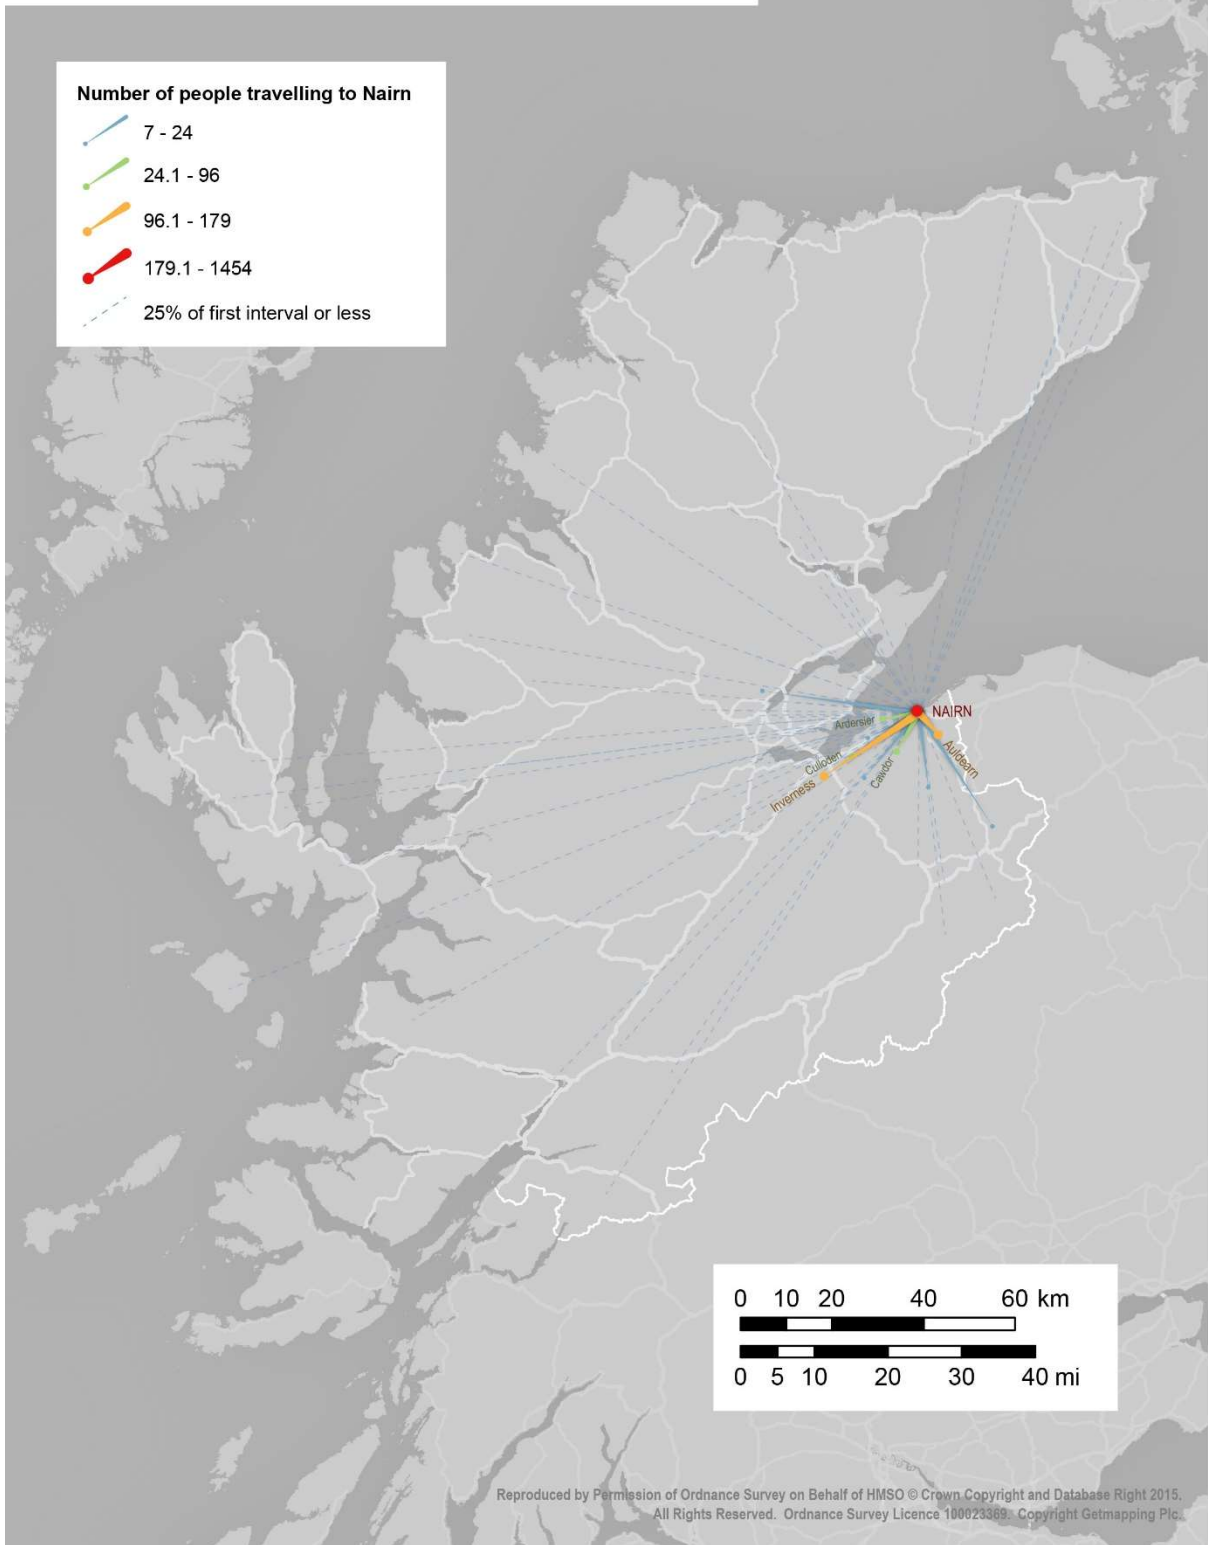 Number of people travelling to Nairn
7 - 24
24.1 - 96
96.1 - 179
179.1 - 1454
25% of first interval or less
NAIRN
Ardersier
Auldearn
Culloden
Cawdor
Inverness
0 10 20 40 60 km
0 5 10 20 30 40 mi
Reproduced by Permission of Ordnance Survey on Behalf of HMSO © Crown Copyright and Database Right 2015.
All Rights Reserved. Ordnance Survey Licence 100023369. Copyright Getmapping Plc.